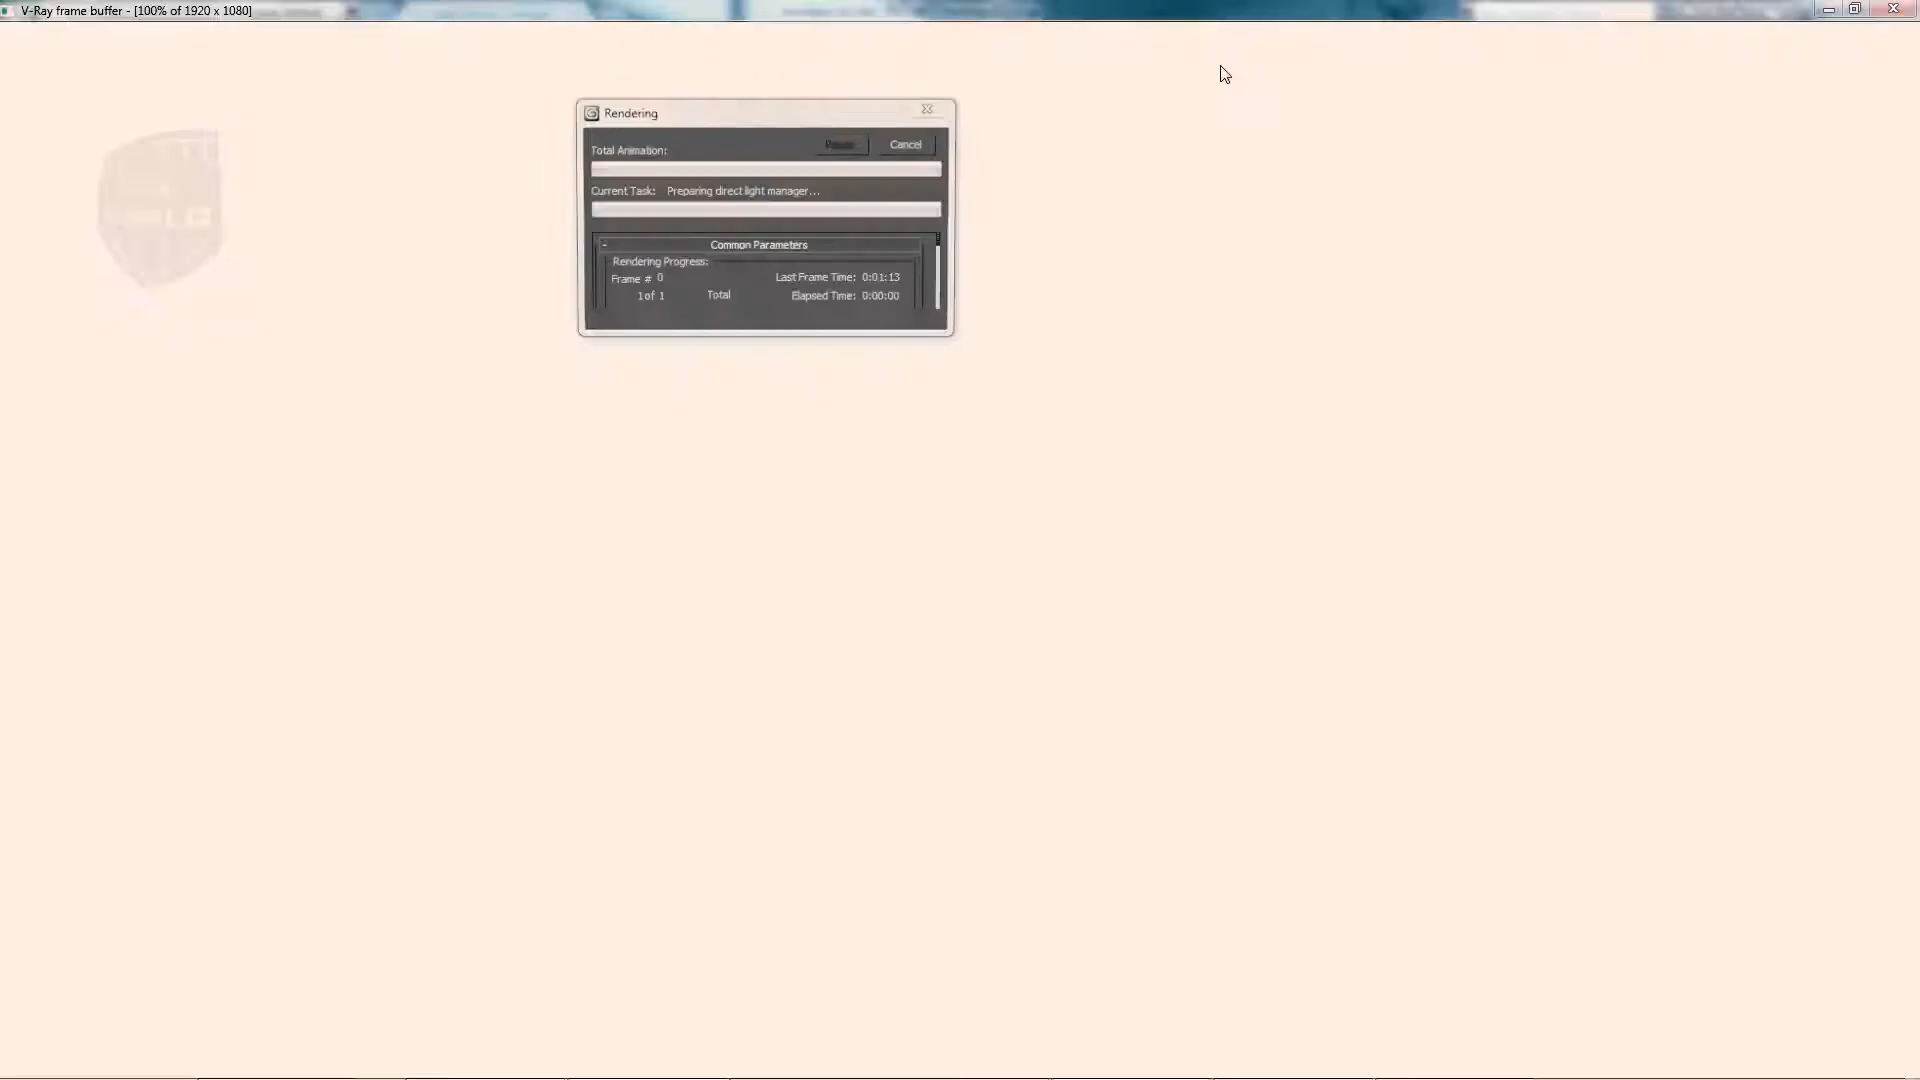 V-Ray frame buffer - [100% of 1920 x 1080]
Rendering
Total Animation:
Cancel
Current Task: Preparing direct light manager...
Common Parameters
Rendering Progress:
Frame # 0
Last Frame Time: 0:01:13
1 of 1
Total
Elapsed Time: 0:00:00